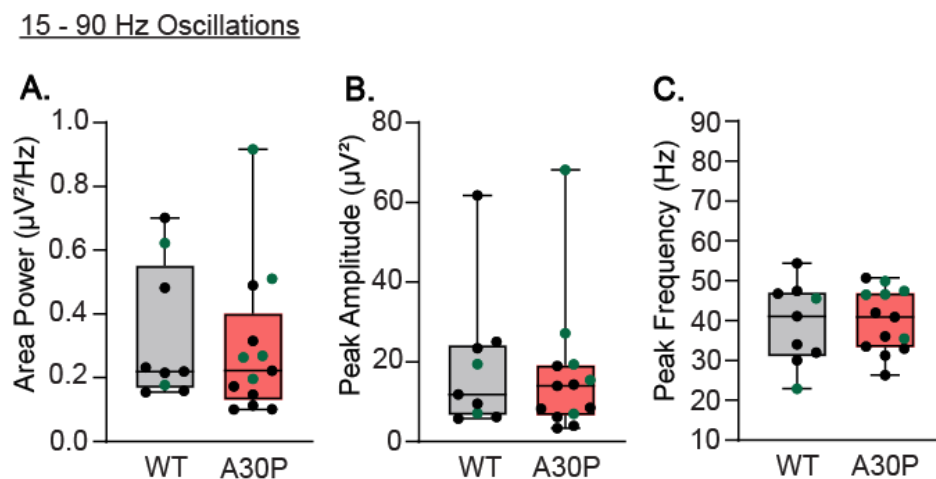 15 - 90 Hz Oscillations
A.
Area Power (µV²/Hz)
1.0
0.8
0.6
0.4
0.2
0.0
WT A30P
B.
Peak Amplitude (µV²)
80
60
40
20
0
WT A30P
C.
Peak Frequency (Hz)
90
80
70
60
50
40
30
20
10
WT A30P